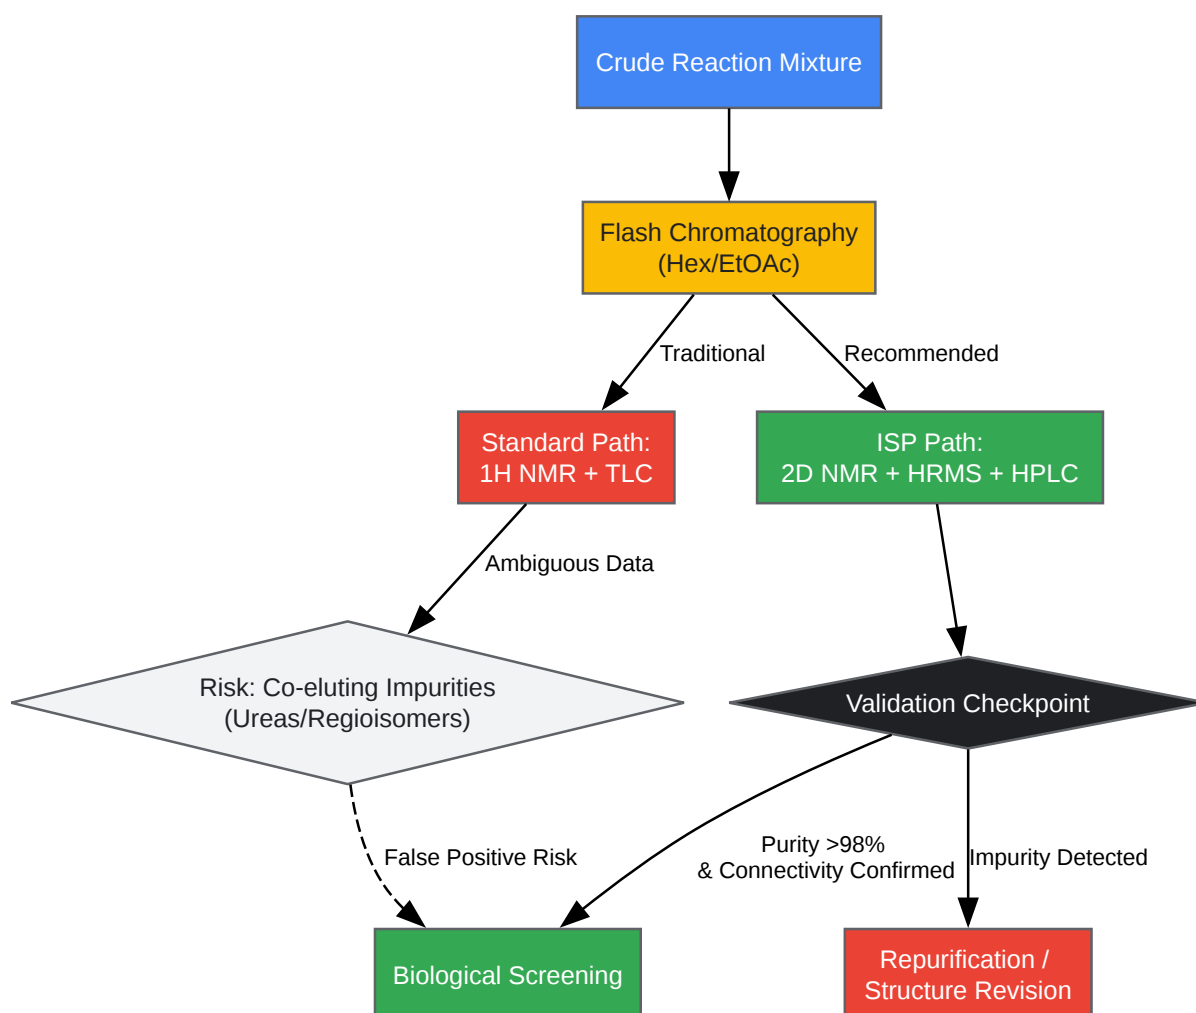 Crude Reaction Mixture
Flash Chromatography
(Hex/EtOAc)
Traditional
Recommended
Standard Path:
1H NMR + TLC
ISP Path:
2D NMR + HRMS + HPLC
Ambiguous Data
Risk: Co-eluting Impurities
(Ureas/Regioisomers)
Validation Checkpoint
False Positive Risk
Purity >98%
& Connectivity Confirmed
Impurity Detected
Biological Screening
Repurification /
Structure Revision